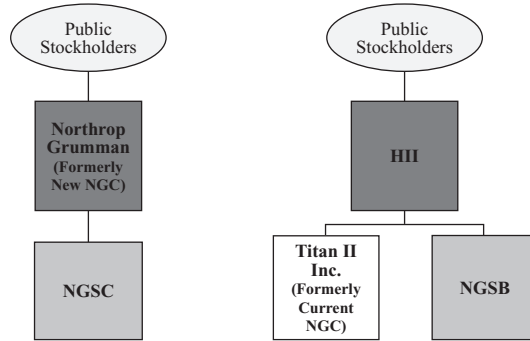 Public
Stockholders
Northrop
Grumman
(Formerly
New NGC)
NGSC
Public
Stockholders
HII
Titan II
Inc.
(Formerly
Current
NGC)
NGSB